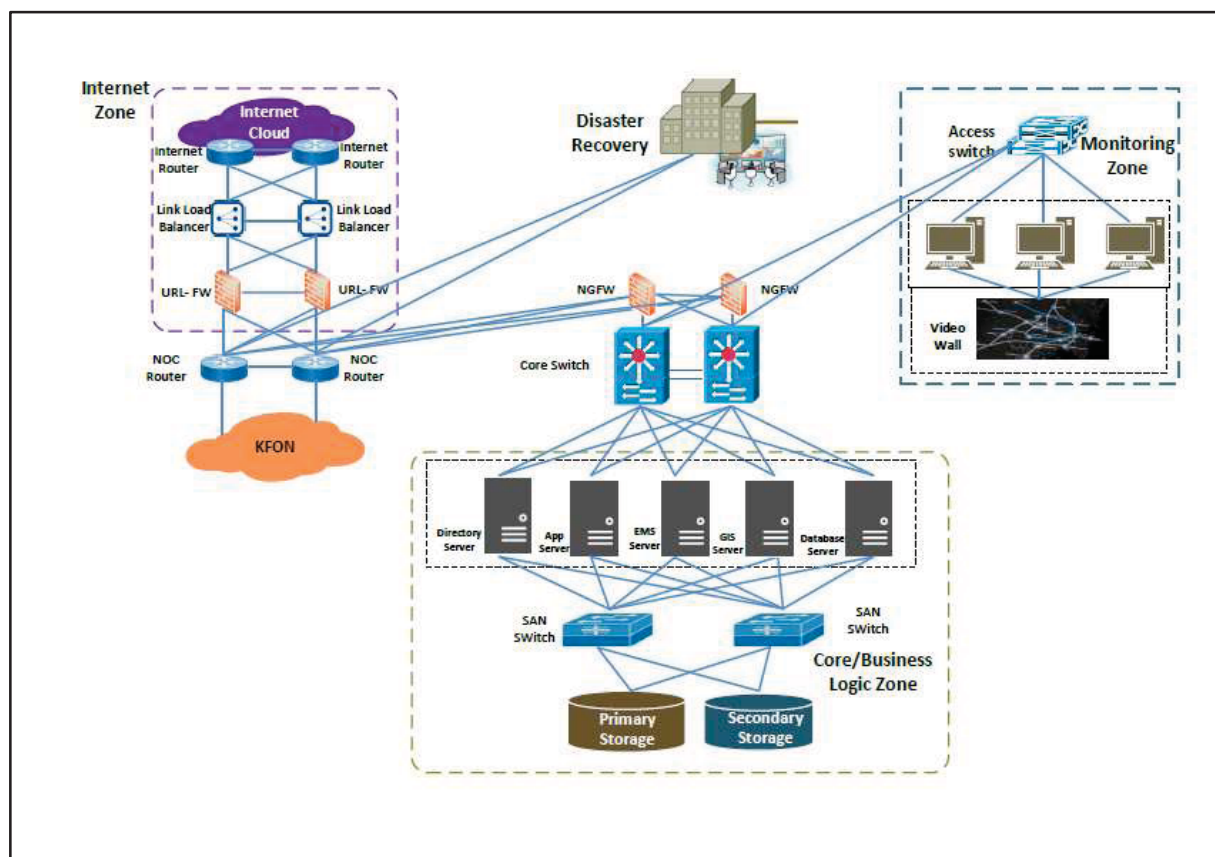 Internet
Zone
Internet
Cloud
Internet
Router
Internet
Router
Link Load
Balancer
Link Load
Balancer
URL- FW
URL- FW
NOC
Router
NOC
Router
KFON
Disaster
Recovery
NGFW
NGFW
Core Switch
Access
switch
Monitoring
Zone
Video
Wall
Directory
Server
App
Server
EMS
Server
GIS
Server
Database
Server
SAN
SWitch
SAN
SWitch
Core/Business
Logic Zone
Primary
Storage
Secondary
Storage